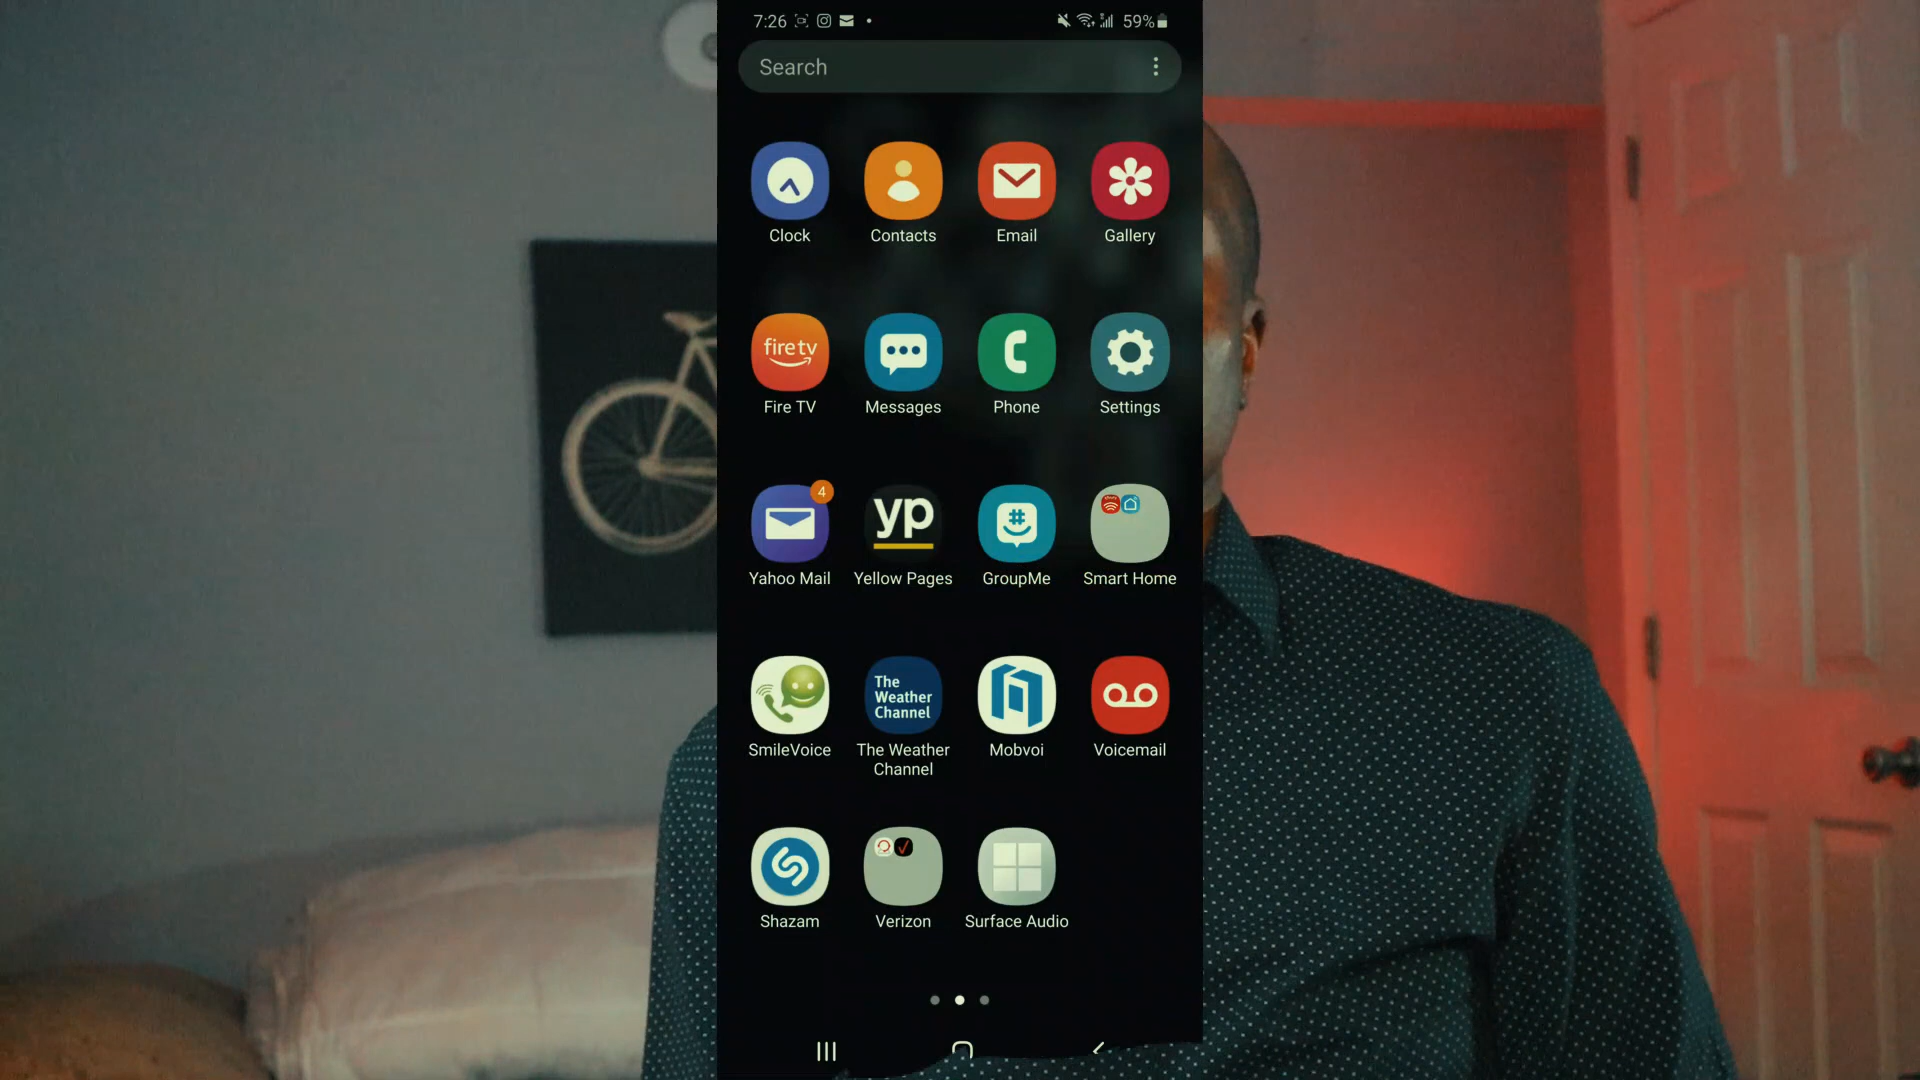 7:26
59%
Search
Clock Contacts Email Gallery
fire tv
Fire TV Messages Phone Settings
4
yp
Yahoo Mail Yellow Pages GroupMe Smart Home
The
Weather
Channel
SmileVoice The Weather Channel Mobvoi Voicemail
Shazam Verizon Surface Audio